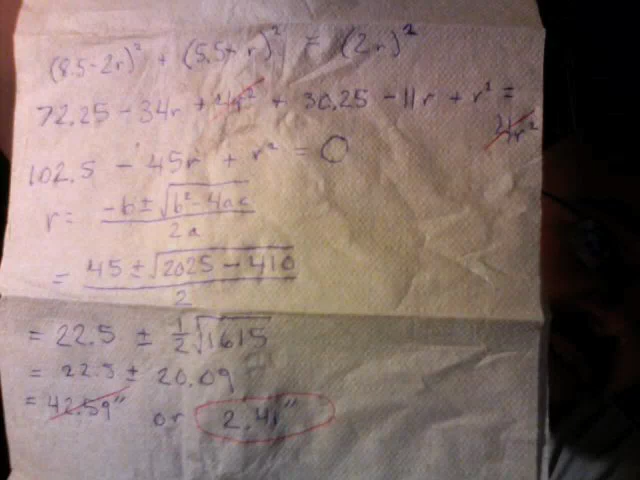 (8.5-2r)² + (5.5-r)² = (2r)²
72.25 - 34r + 4r² + 30.25 - 11r + r² =
4r²
102.5 - 45r + r² = 0
r = (-b ± √(b² - 4ac))/2a
= (45 ± √(2025 - 410))/2
= 22.5 ± ½√1615
= 22.5 ± 20.09
= 42.59" or 2.41"